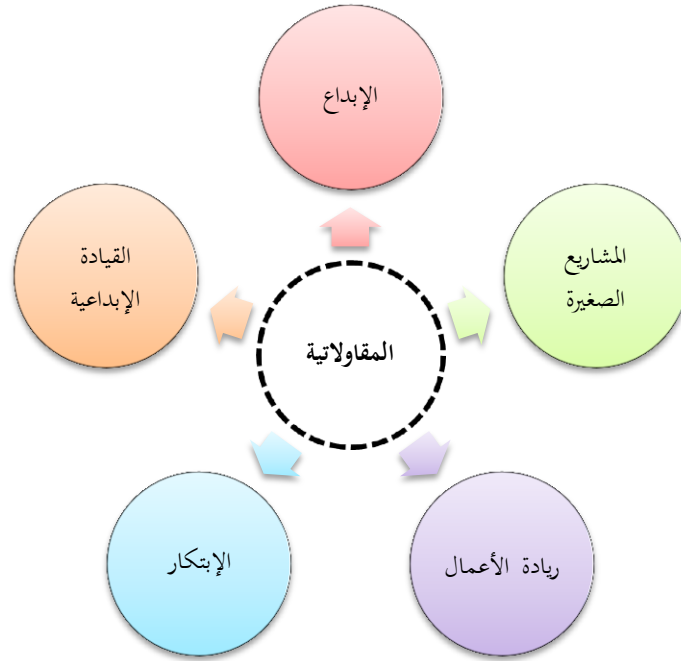 الإبداع
المشاريع
الصغيرة
القيادة
الإبداعية
المقاولاتية
ريادة الأعمال
الإبتكار